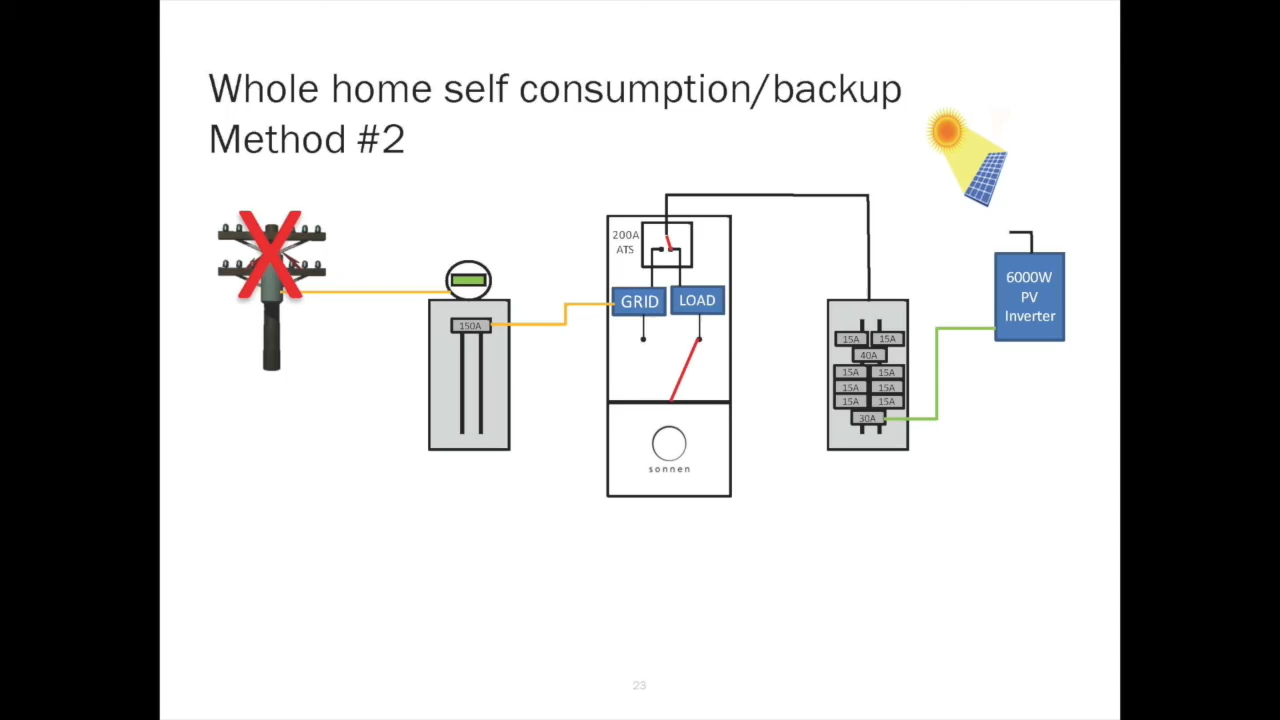 Whole home self consumption/backup
Method #2
200A
ATS
GRID
LOAD
150A
sonnen
15A 15A
40A
15A 15A
15A 15A
15A 15A
30A
6000W
PV
Inverter
23